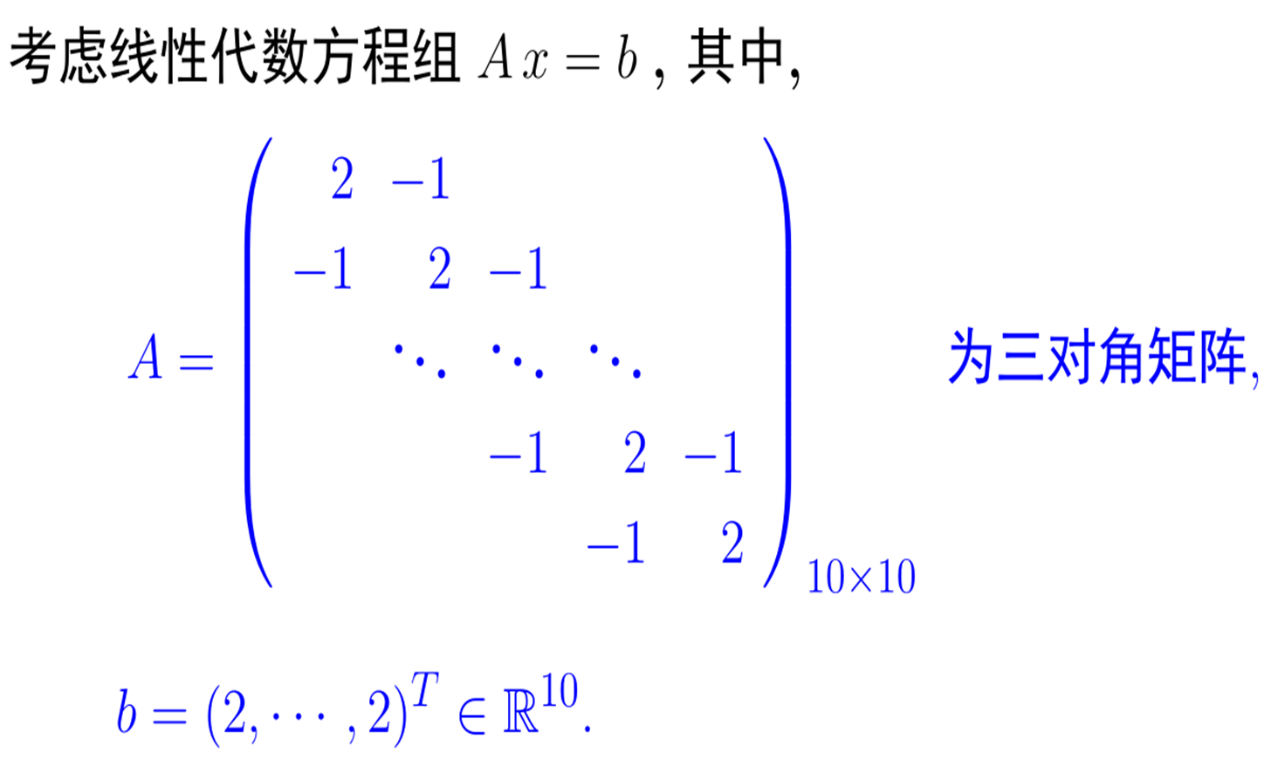 考虑线性代数方程组 A x = b , 其中,
2 −1
−1 2 −1
A = ⋱ ⋱ ⋱ 为三对角矩阵,
−1 2 −1
−1 2
10×10
b = (2, ⋯ , 2)^T ∈ ℝ^10.